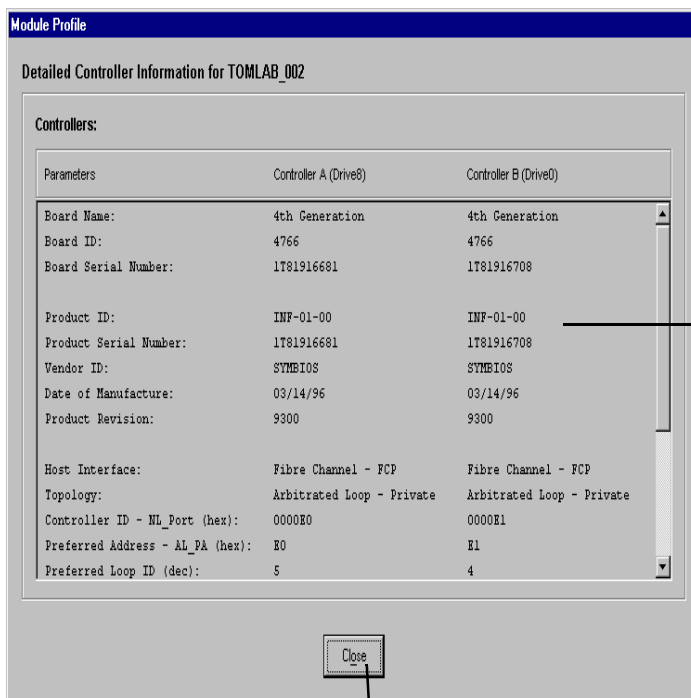 Module Profile
Detailed Controller Information for TOMLAB_002
Controllers:
Parameters Controller A (Drive8) Controller B (Drive0)
Board Name: 4th Generation 4th Generation
Board ID: 4766 4766
Board Serial Number: 1T81916681 1T81916708
Product ID: INF-01-00 INF-01-00
Product Serial Number: 1T81916681 1T81916708
Vendor ID: SYMBIOS SYMBIOS
Date of Manufacture: 03/14/96 03/14/96
Product Revision: 9300 9300
Host Interface: Fibre Channel - FCP Fibre Channel - FCP
Topology: Arbitrated Loop - Private Arbitrated Loop - Private
Controller ID - NL_Port (hex): 0000E0 0000E1
Preferred Address - AL_PA (hex): E0 E1
Preferred Loop ID (dec): 5 4
Close